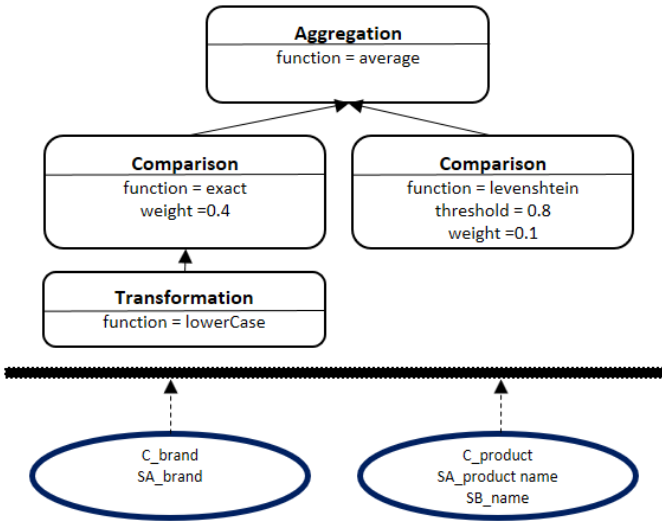 Aggregation
function = average
Comparison
function = exact
weight =0.4
Comparison
function = levenshtein
threshold = 0.8
weight =0.1
Transformation
function = lowerCase
C_brand
SA_brand
C_product
SA_product name
SB_name